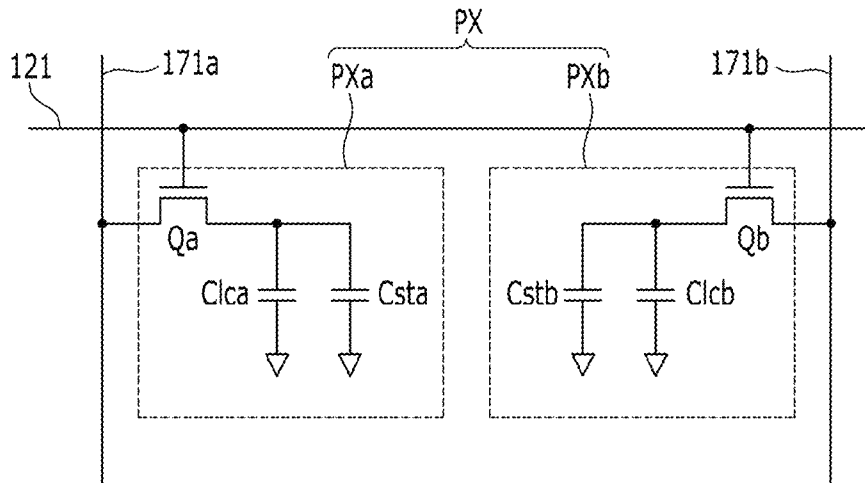 PX
121
171a
PXa
PXb
171b
Qa
Qb
Clca
Csta
Cstb
Clcb